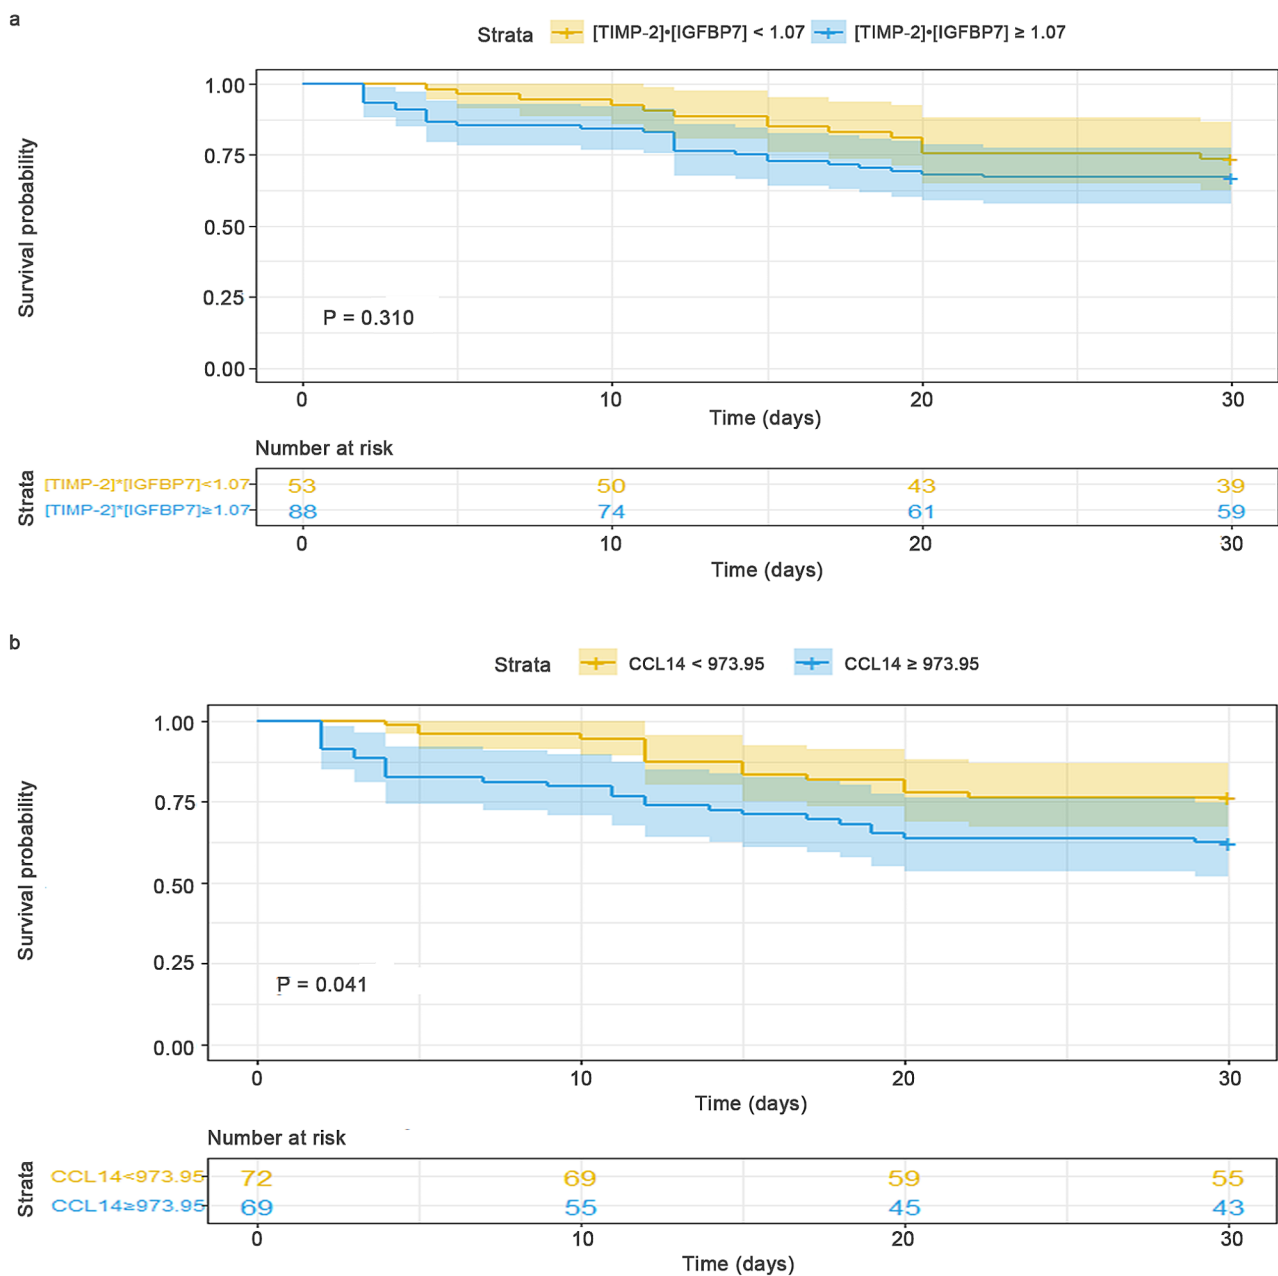 a
Strata [TIMP-2]•[IGFBP7] < 1.07 [TIMP-2]•[IGFBP7] ≥ 1.07
Survival probability
1.00
0.75
0.50
0.25
0.00
P = 0.310
0 10 20 30
Time (days)
Number at risk
Strata
[TIMP-2]*[IGFBP7]<1.07 53 50 43 39
[TIMP-2]*[IGFBP7]≥1.07 88 74 61 59
0 10 20 30
Time (days)
b
Strata CCL14 < 973.95 CCL14 ≥ 973.95
Survival probability
1.00
0.75
0.50
0.25
0.00
P = 0.041
0 10 20 30
Time (days)
Number at risk
Strata
CCL14<973.95 72 69 59 55
CCL14≥973.95 69 55 45 43
0 10 20 30
Time (days)